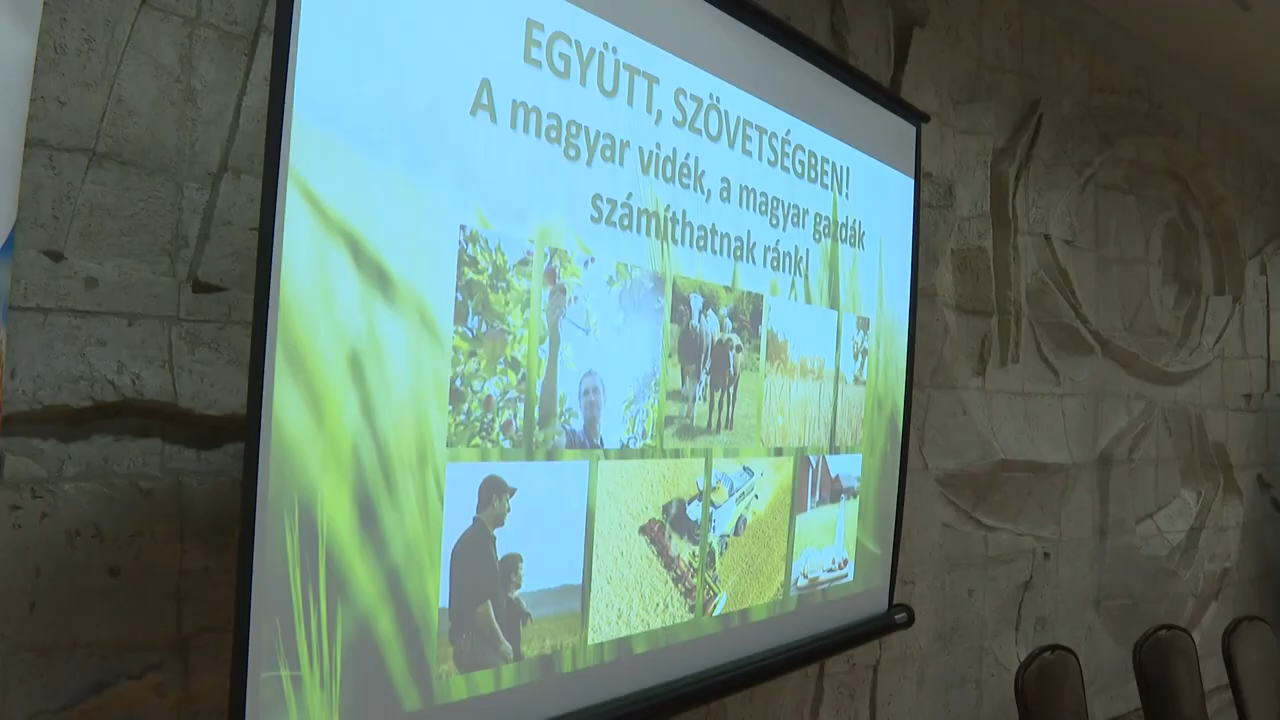 EGYÜTT, SZÖVETSÉGBEN!
A magyar vidék, a magyar gazdák
számíthatnak ránk!